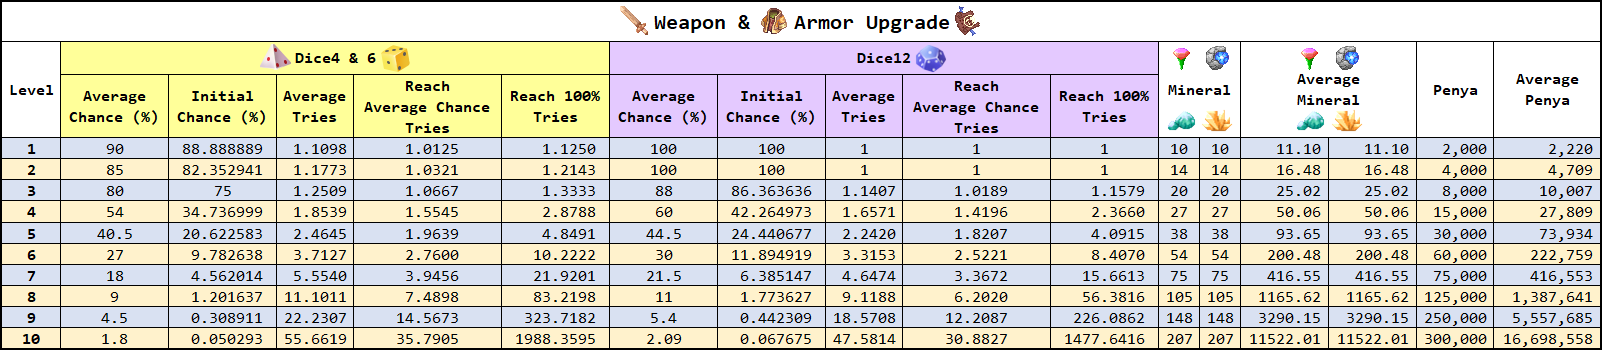 Weapon & Armor Upgrade
Level
Dice4 & 6
Dice12
Mineral
Average
Mineral
Penya
Average
Penya
Average
Chance (%)
Initial
Chance (%)
Average
Tries
Reach
Average Chance
Tries
Reach 100%
Tries
Average
Chance (%)
Initial
Chance (%)
Average
Tries
Reach
Average Chance
Tries
Reach 100%
Tries
1 90 88.888889 1.1098 1.0125 1.1250 100 100 1 1 1 10 10 11.10 11.10 2,000 2,220
2 85 82.352941 1.1773 1.0321 1.2143 100 100 1 1 1 14 14 16.48 16.48 4,000 4,709
3 80 75 1.2509 1.0667 1.3333 88 86.363636 1.1407 1.0189 1.1579 20 20 25.02 25.02 8,000 10,007
4 54 34.736999 1.8539 1.5545 2.8788 60 42.264973 1.6571 1.4196 2.3660 27 27 50.06 50.06 15,000 27,809
5 40.5 20.622583 2.4645 1.9639 4.8491 44.5 24.440677 2.2420 1.8207 4.0915 38 38 93.65 93.65 30,000 73,934
6 27 9.782638 3.7127 2.7600 10.2222 30 11.894919 3.3153 2.5221 8.4070 54 54 200.48 200.48 60,000 222,759
7 18 4.562014 5.5540 3.9456 21.9201 21.5 6.385147 4.6474 3.3672 15.6613 75 75 416.55 416.55 75,000 416,553
8 9 1.201637 11.1011 7.4898 83.2198 11 1.773627 9.1188 6.2020 56.3816 105 105 1165.62 1165.62 125,000 1,387,641
9 4.5 0.308911 22.2307 14.5673 323.7182 5.4 0.442309 18.5708 12.2087 226.0862 148 148 3290.15 3290.15 250,000 5,557,685
10 1.8 0.050293 55.6619 35.7905 1988.3595 2.09 0.067675 47.5814 30.8827 1477.6416 207 207 11522.01 11522.01 300,000 16,698,558